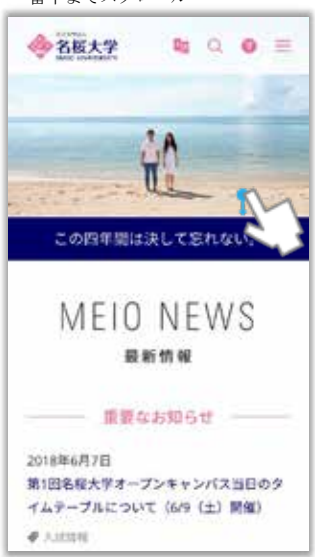 名桜大学
MEIO UNIVERSITY
この四年間は決して忘れない。
MEIO NEWS
最新情報
重要なお知らせ
2018年6月7日
第1回名桜大学オープンキャンパス当日のタ
イムテーブルについて（6/9（土）開催）
入試情報